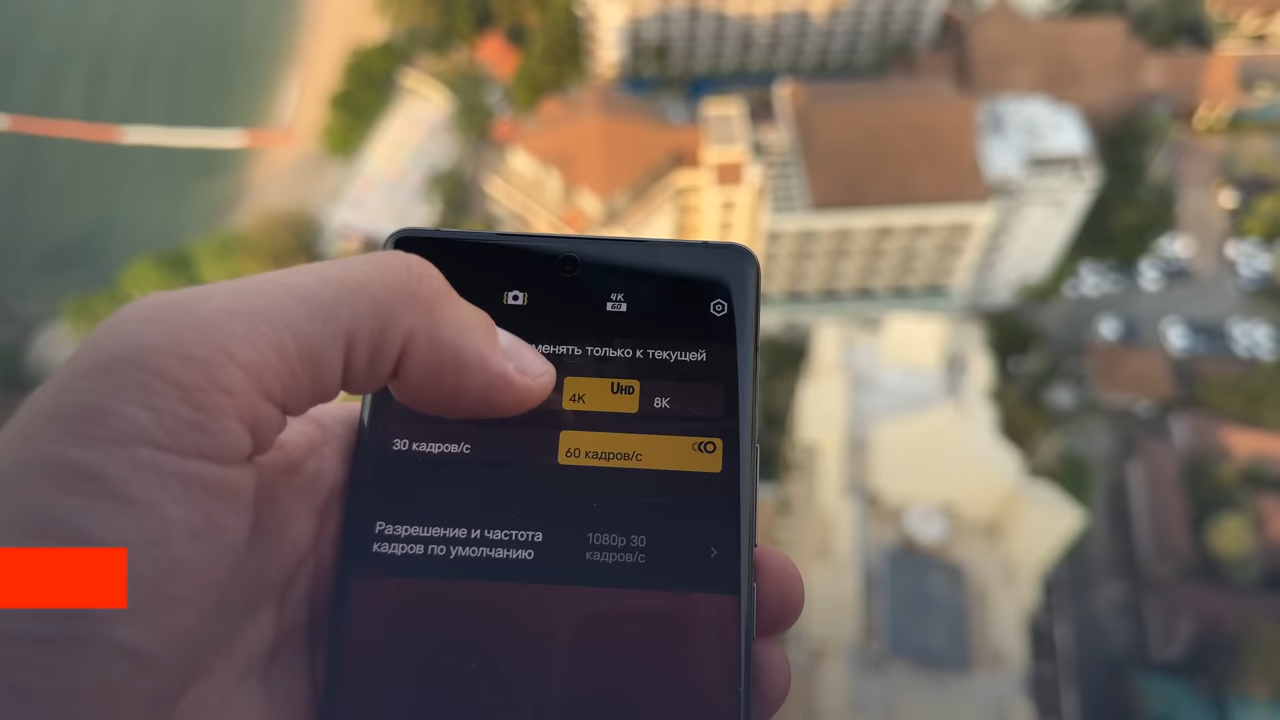 4K
60
менять только к текущей
4K UHD
8K
30 кадров/с
60 кадров/с
Разрешение и частота
кадров по умолчанию
1080p 30
кадров/с